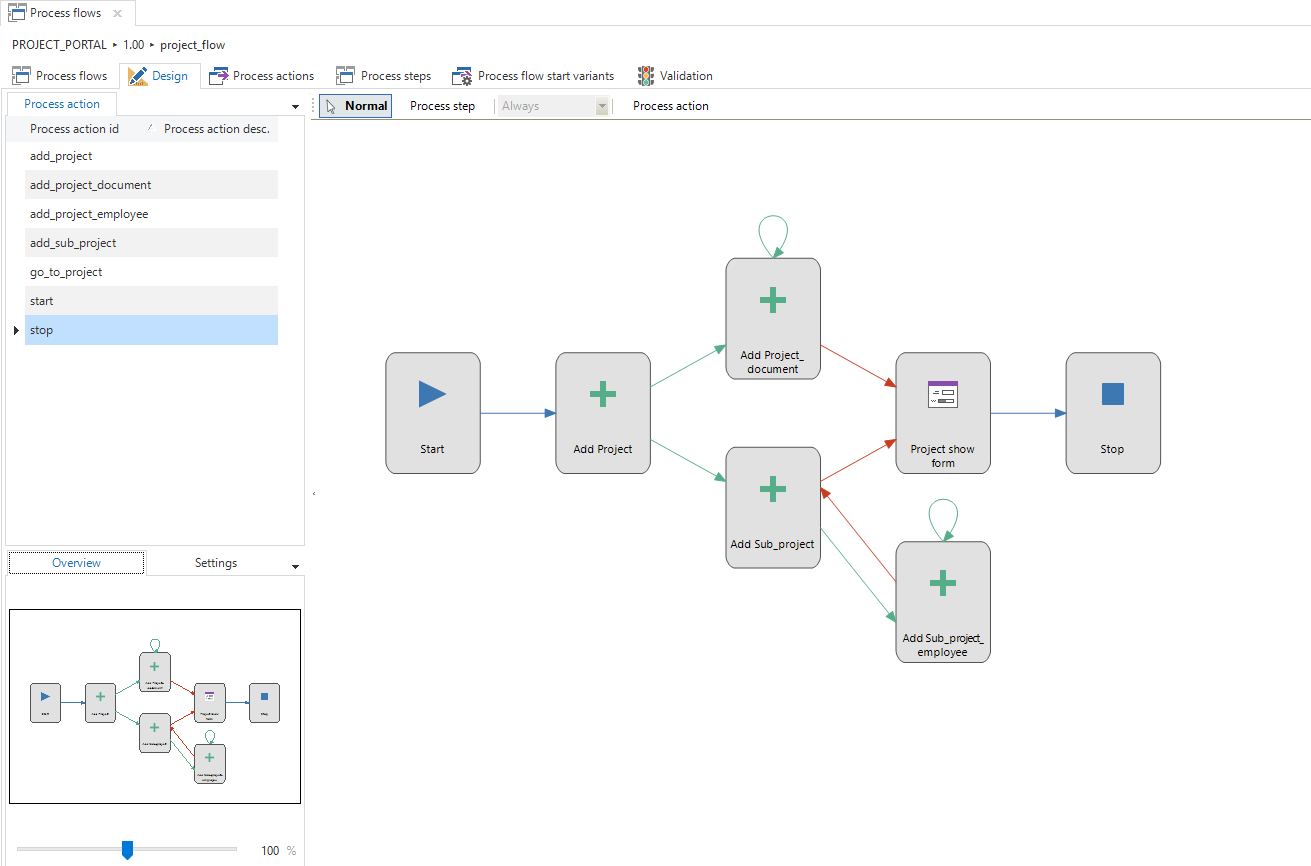 Process flows
PROJECT_PORTAL ▸ 1.00 ▸ project_flow
Process flows Design Process actions Process steps Process flow start variants Validation
Process action
Normal Process step Always Process action
Process action id Process action desc.
add_project
add_project_document
add_project_employee
add_sub_project
go_to_project
start
stop
Overview Settings
100 %
Start
Add Project
Add Project_
document
Add Sub_project
Project show
form
Add Sub_project_
employee
Stop